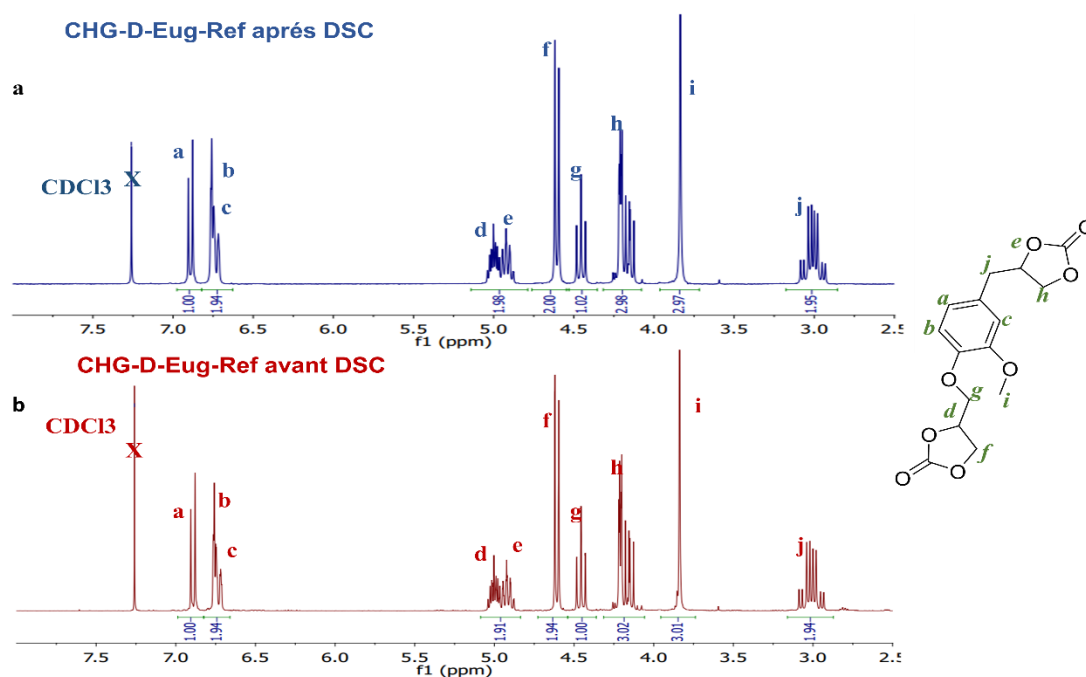 CHG-D-Eug-Ref aprés DSC
a
CDCl3
X
a
b
c
d
e
f
g
h
i
j
1.00
1.94
1.98
2.00
1.02
2.98
2.97
1.95
7.5 7.0 6.5 6.0 5.5 5.0 4.5 4.0 3.5 3.0 2.5
f1 (ppm)
CHG-D-Eug-Ref avant DSC
b
CDCl3
X
a
b
c
d
e
f
g
h
i
j
1.00
1.94
1.91
1.94
1.00
3.02
3.01
1.94
7.5 7.0 6.5 6.0 5.5 5.0 4.5 4.0 3.5 3.0 2.5
f1 (ppm)
O
e O
O
j
h
a
c
b
O
O
g
i
d
O
f
O
O